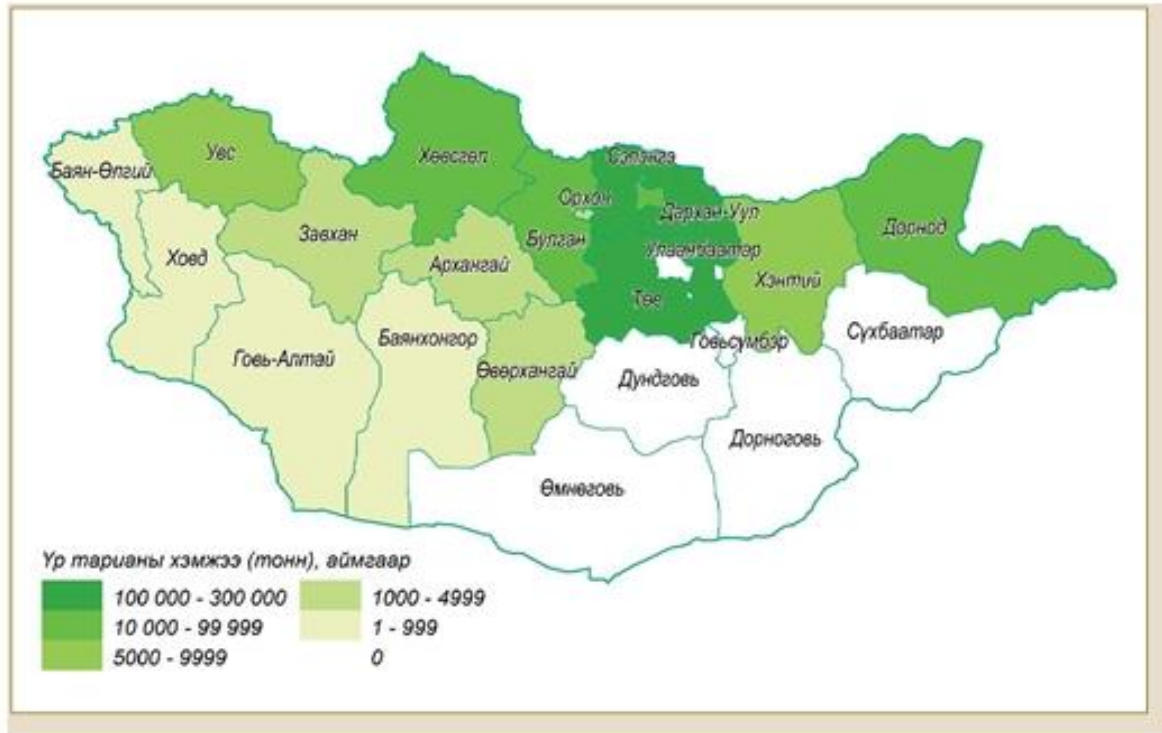 Увс
Хөвсгөл
Сэлэнгэ
Баян-Өлгий
Орхон
Дархан-Уул
Завхан
Булган
Дорнод
Ховд
Архангай
Улаанбаатар
Хэнтий
Төв
Говь-Алтай
Баянхонгор
Өвөрхангай
Говьсүмбэр
Сүхбаатар
Дундговь
Дорноговь
Өмнөговь
Үр тарианы хэмжээ (тонн), аймгаар
100 000 - 300 000
10 000 - 99 999
5000 - 9999
1000 - 4999
1 - 999
0